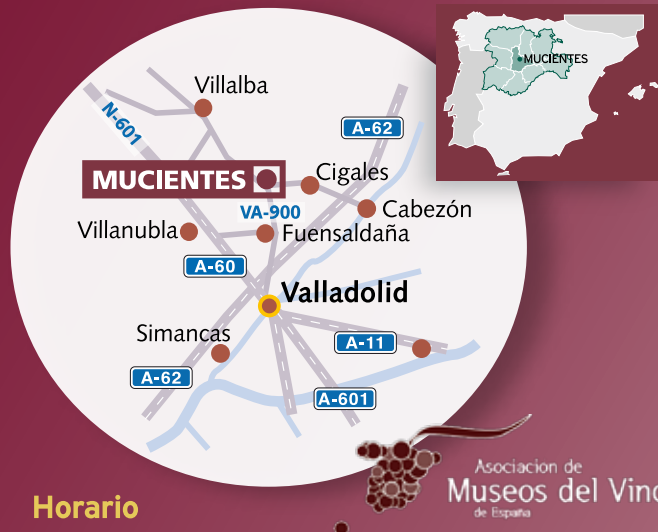 MUCIENTES
Villalba
N-601
A-62
MUCIENTES
Cigales
VA-900
Cabezón
Villanubla
Fuensaldaña
A-60
Valladolid
Simancas
A-11
A-62
A-601
Asociacion de
Museos del Vino
de España
Horario